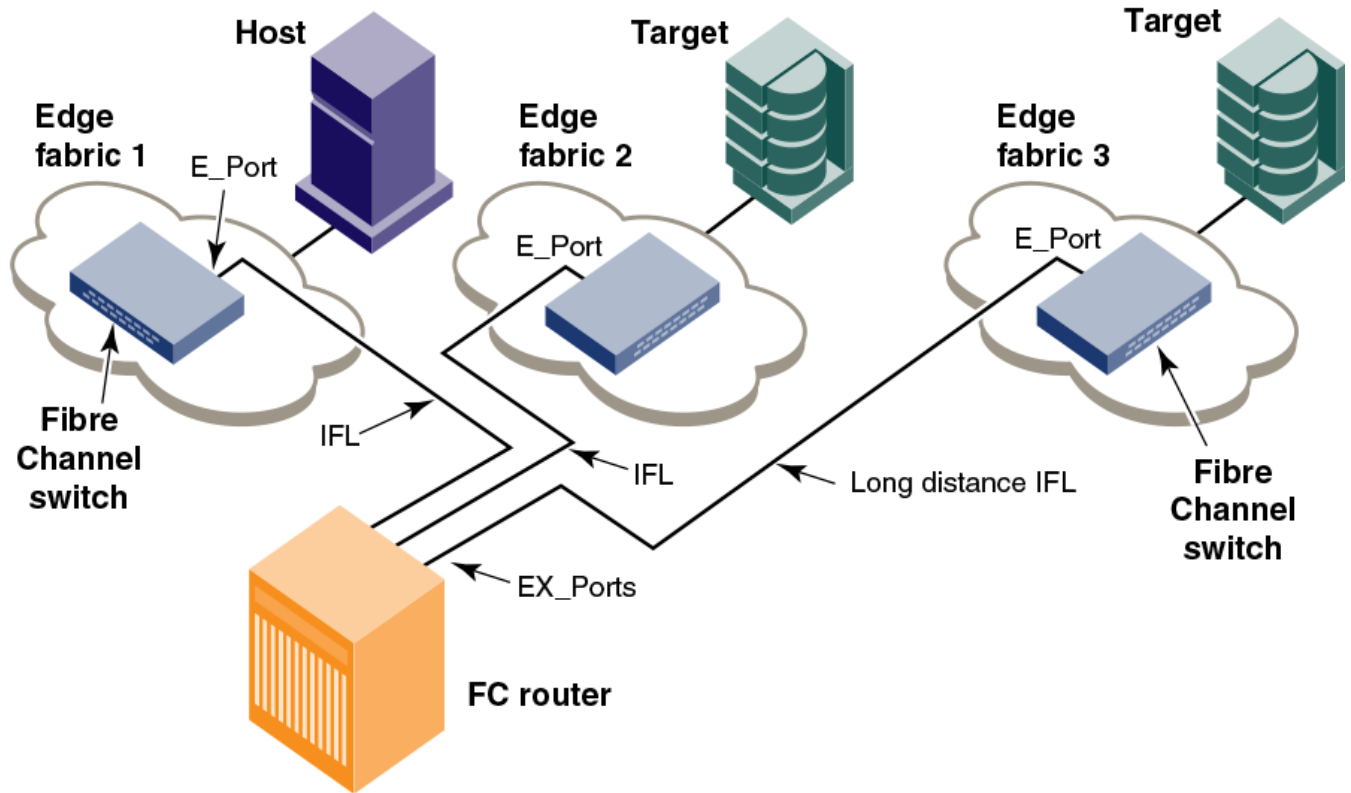 Host
Target
Target
Edge
fabric 1
Edge
fabric 2
Edge
fabric 3
E_Port
E_Port
E_Port
Fibre
Channel
switch
IFL
IFL
Long distance IFL
Fibre
Channel
switch
EX_Ports
FC router